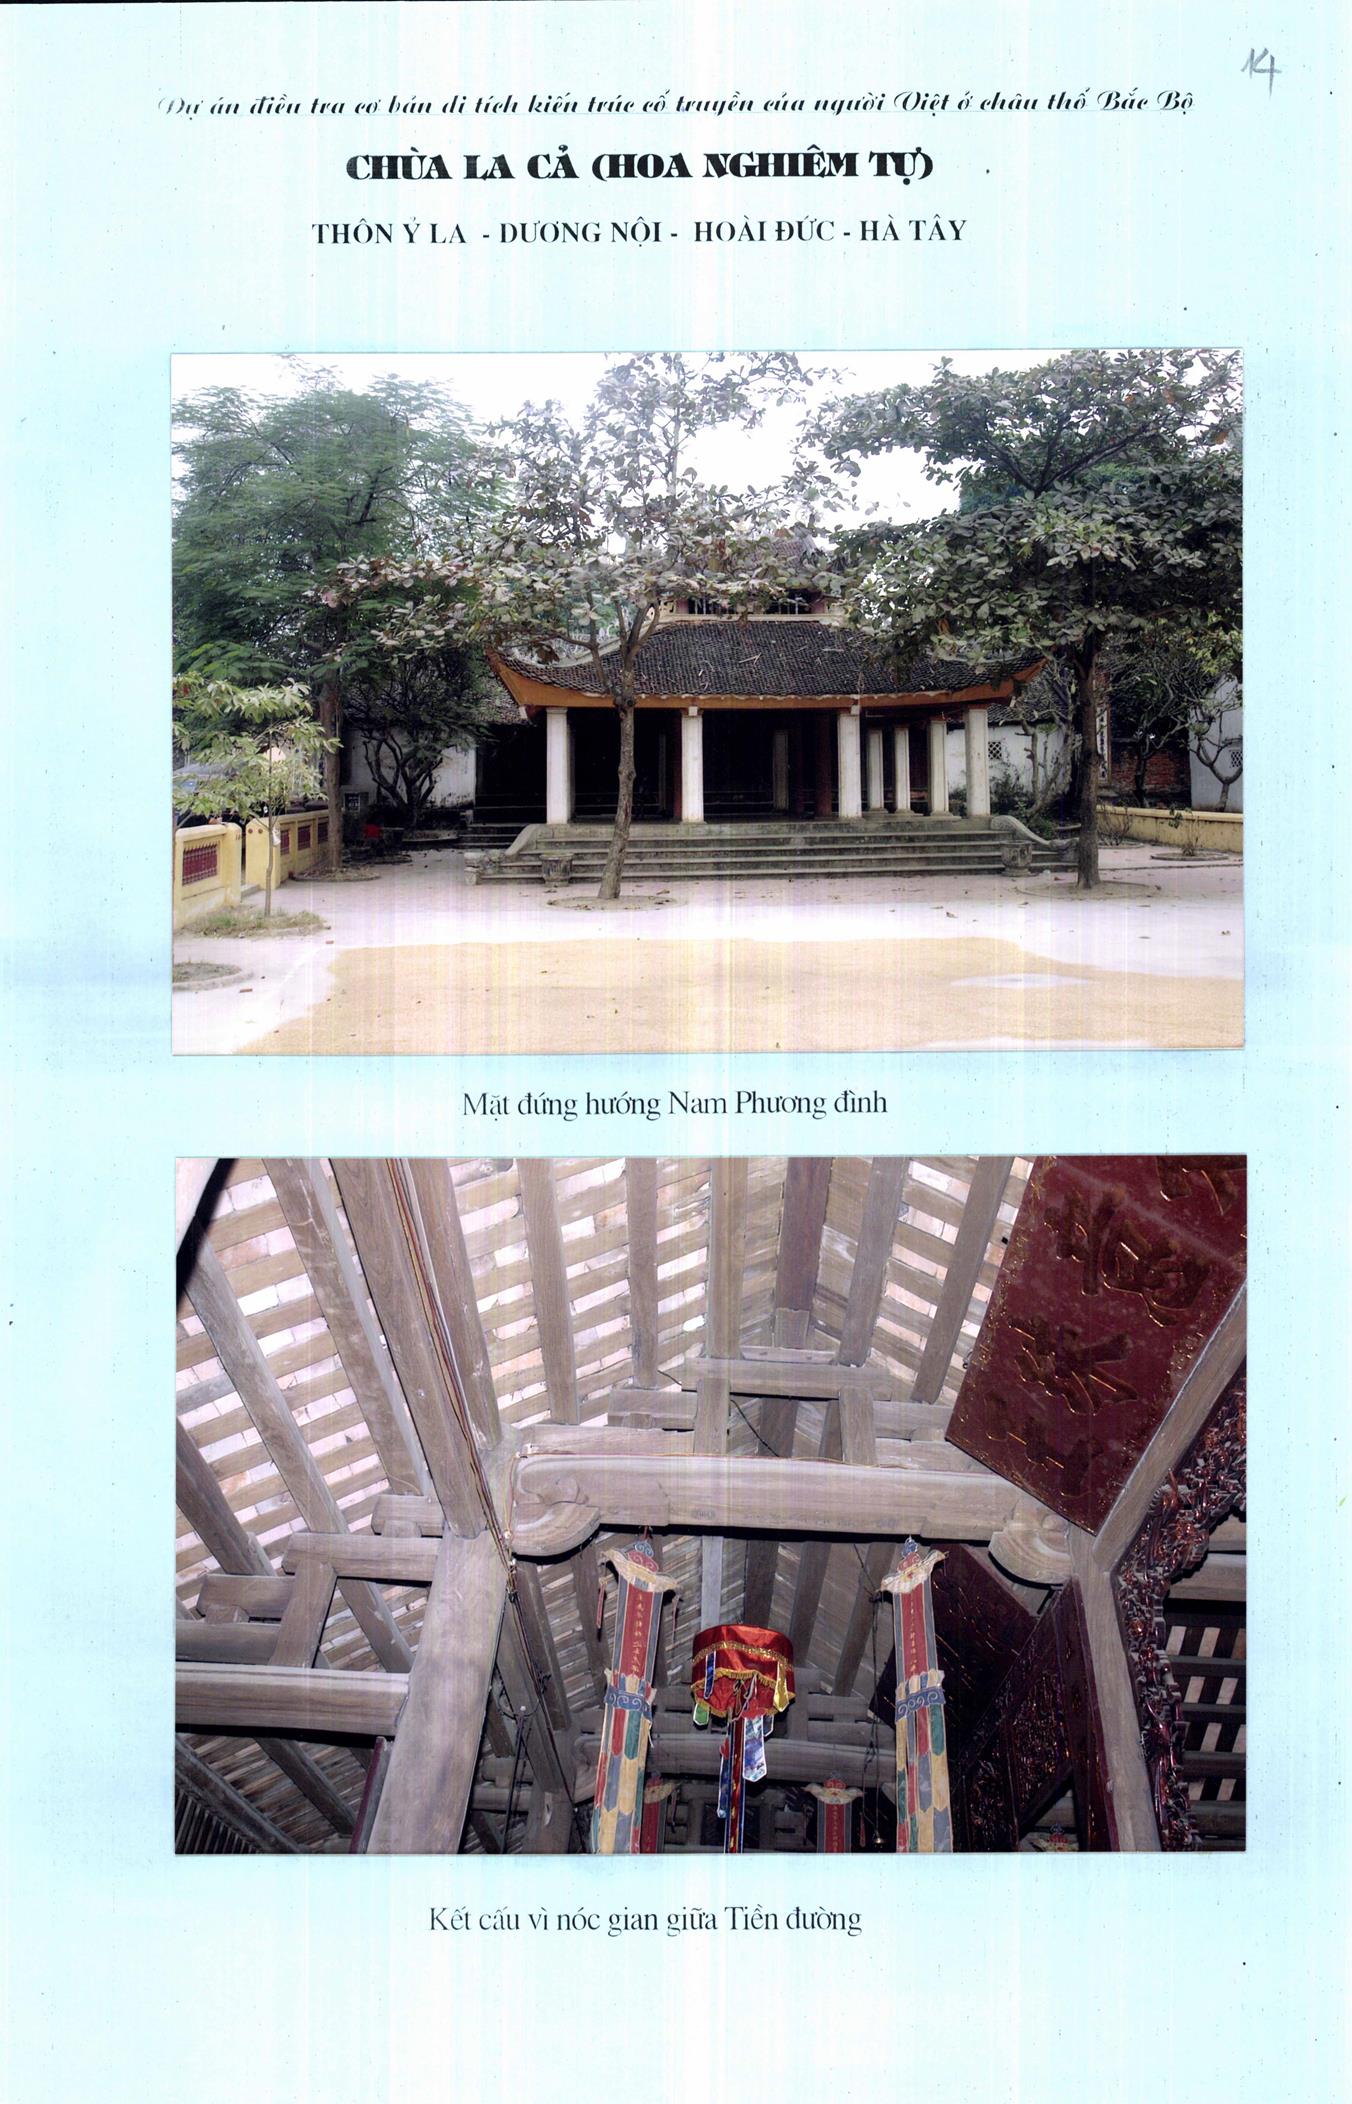 14
Dự án điều tra cơ bản di tích kiến trúc cổ truyền của người Việt ở châu thổ Bắc Bộ
CHÙA LA CẢ (HOA NGHIÊM TỰ)
THÔN Ỷ LA - DƯƠNG NỘI - HOÀI ĐỨC - HÀ TÂY
Mặt đứng hướng Nam Phương đình
Kết cấu vì nóc gian giữa Tiền đường